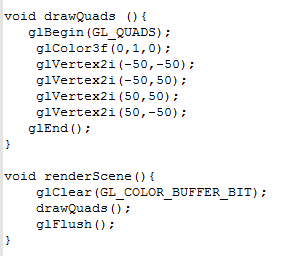 void drawQuads (){
   glBegin(GL_QUADS);
    glColor3f(0,1,0);
    glVertex2i(-50,-50);
    glVertex2i(-50,50);
    glVertex2i(50,50);
    glVertex2i(50,-50);
   glEnd();
}

void renderScene(){
    glClear(GL_COLOR_BUFFER_BIT);
    drawQuads();
    glFlush();
}